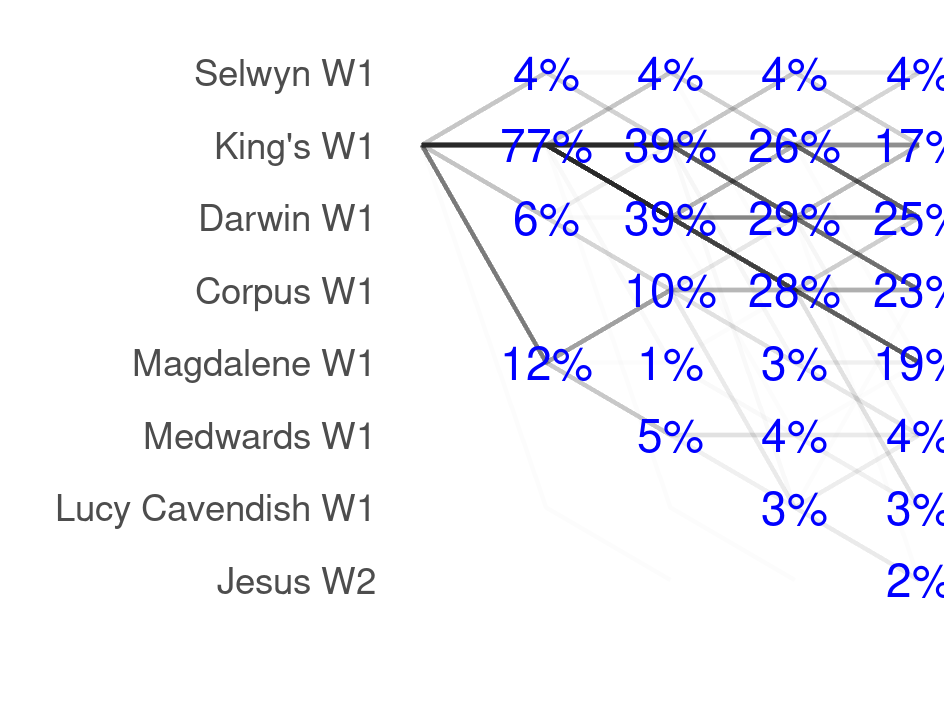 Selwyn W1 4% 4% 4% 4%
King's W1 77% 39% 26% 17%
Darwin W1 6% 39% 29% 25%
Corpus W1 10% 28% 23%
Magdalene W1 12% 1% 3% 19%
Medwards W1 5% 4% 4%
Lucy Cavendish W1 3% 3%
Jesus W2 2%